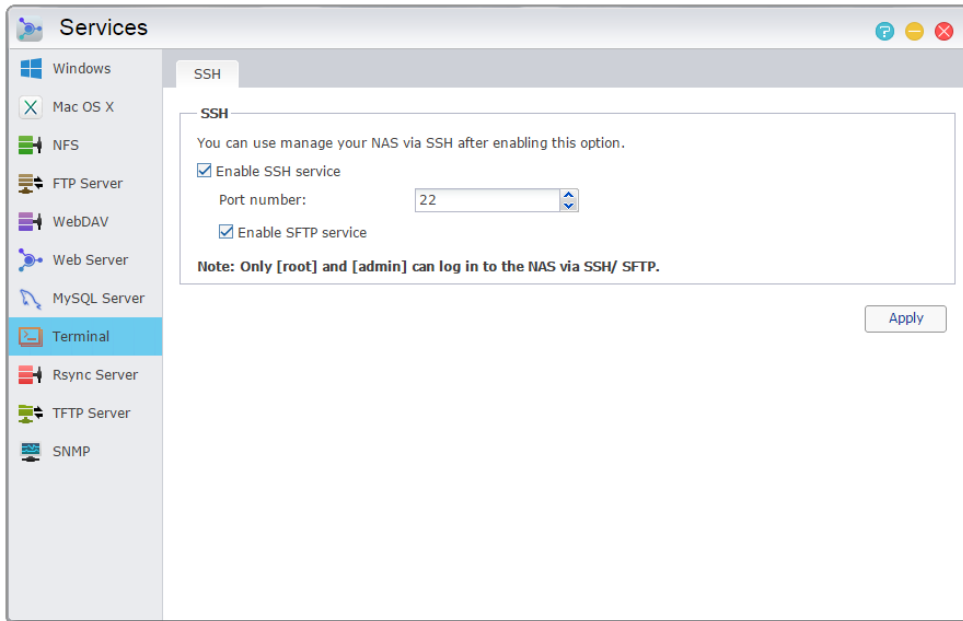 Services
Windows
Mac OS X
NFS
FTP Server
WebDAV
Web Server
MySQL Server
Terminal
Rsync Server
TFTP Server
SNMP
SSH
SSH
You can use manage your NAS via SSH after enabling this option.
Enable SSH service
Port number: 22
Enable SFTP service
Note: Only [root] and [admin] can log in to the NAS via SSH/ SFTP.
Apply